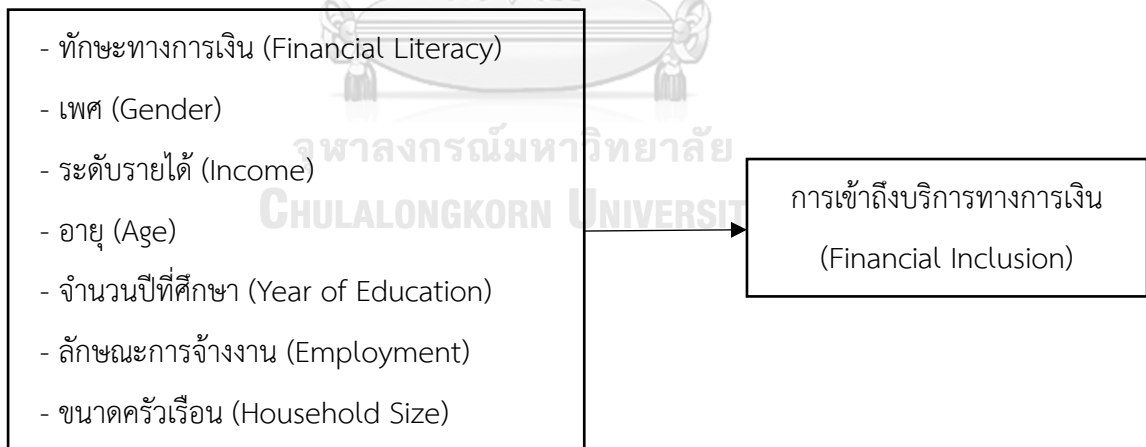 - ทักษะทางการเงิน (Financial Literacy)
- เพศ (Gender)
จุฬาลงกรณ์มหาวิทยาลัย
- ระดับรายได้ (Income)
CHULALONGKORN UNIVERSIT
- อายุ (Age)
- จำนวนปีที่ศึกษา (Year of Education)
- ลักษณะการจ้างงาน (Employment)
- ขนาดครัวเรือน (Household Size)
การเข้าถึงบริการทางการเงิน
(Financial Inclusion)